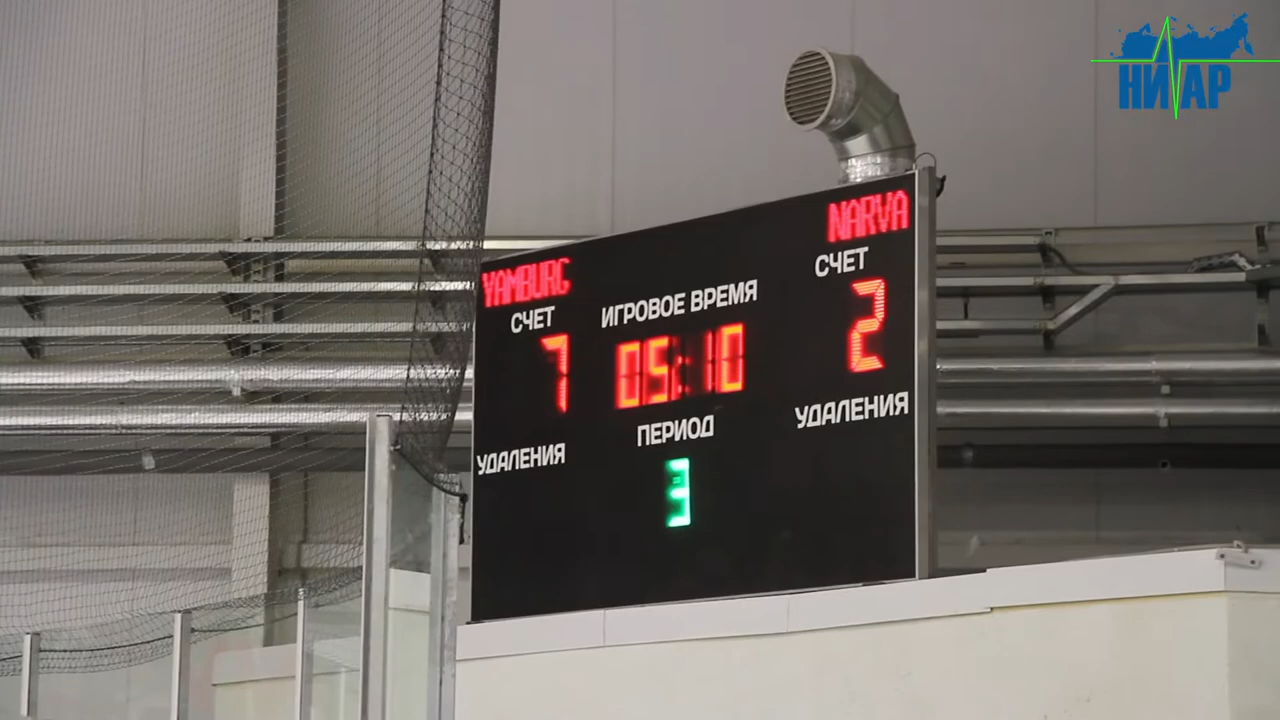 НИАР
YAMBURG
NARVA
СЧЕТ
ИГРОВОЕ ВРЕМЯ
СЧЕТ
7
05:10
2
УДАЛЕНИЯ
ПЕРИОД
УДАЛЕНИЯ
3